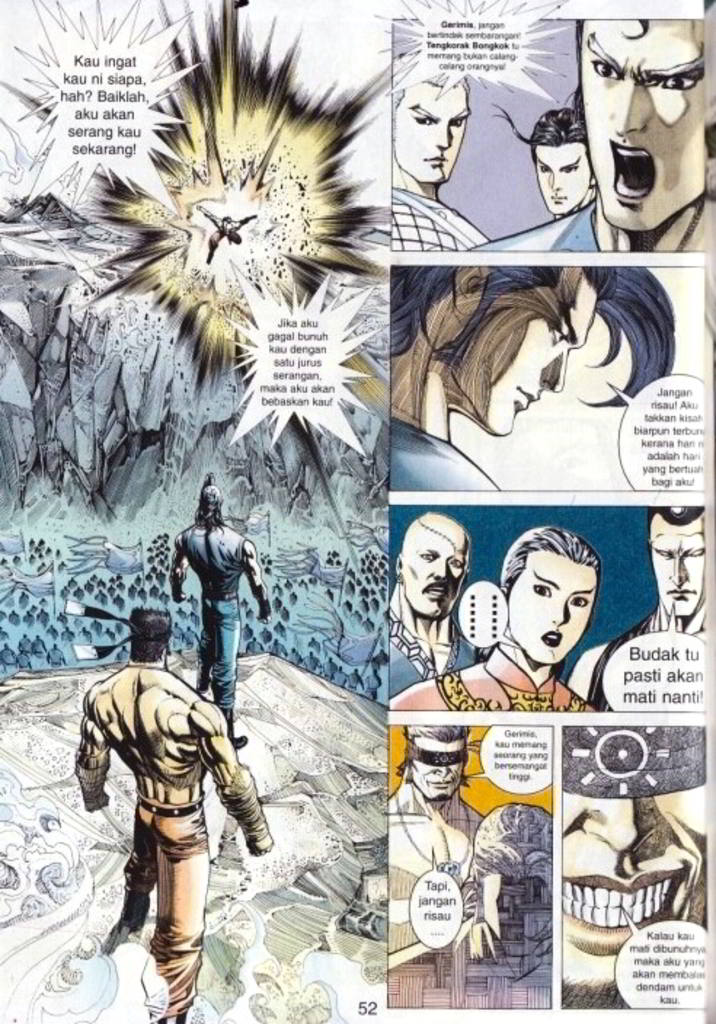 Kau ingat
kau ni siapa,
hah? Baiklah,
aku akan
serang kau
sekarang!
Jika aku
gagal bunuh
kau dengan
satu jurus
serangan,
maka aku akan
bebaskan kau!
Gerimis, jangan
bertindak sembarangan!
Tengkorak Bongkok tu
memang bukan calang-
calang orangnya!
Jangan
risau! Aku
takkan kisah
biarpun terbun
kerana hari n
adalah hari
yang bertuah
bagi aku!
Budak tu
pasti akan
mati nanti!
Gerimis,
kau memang
seorang yang
bersemangat
tinggi.
Tapi,
jangan
risau
....
Kalau kau
mati dibunuhnya
maka aku yang
akan membalas
dendam untuk
kau.
52